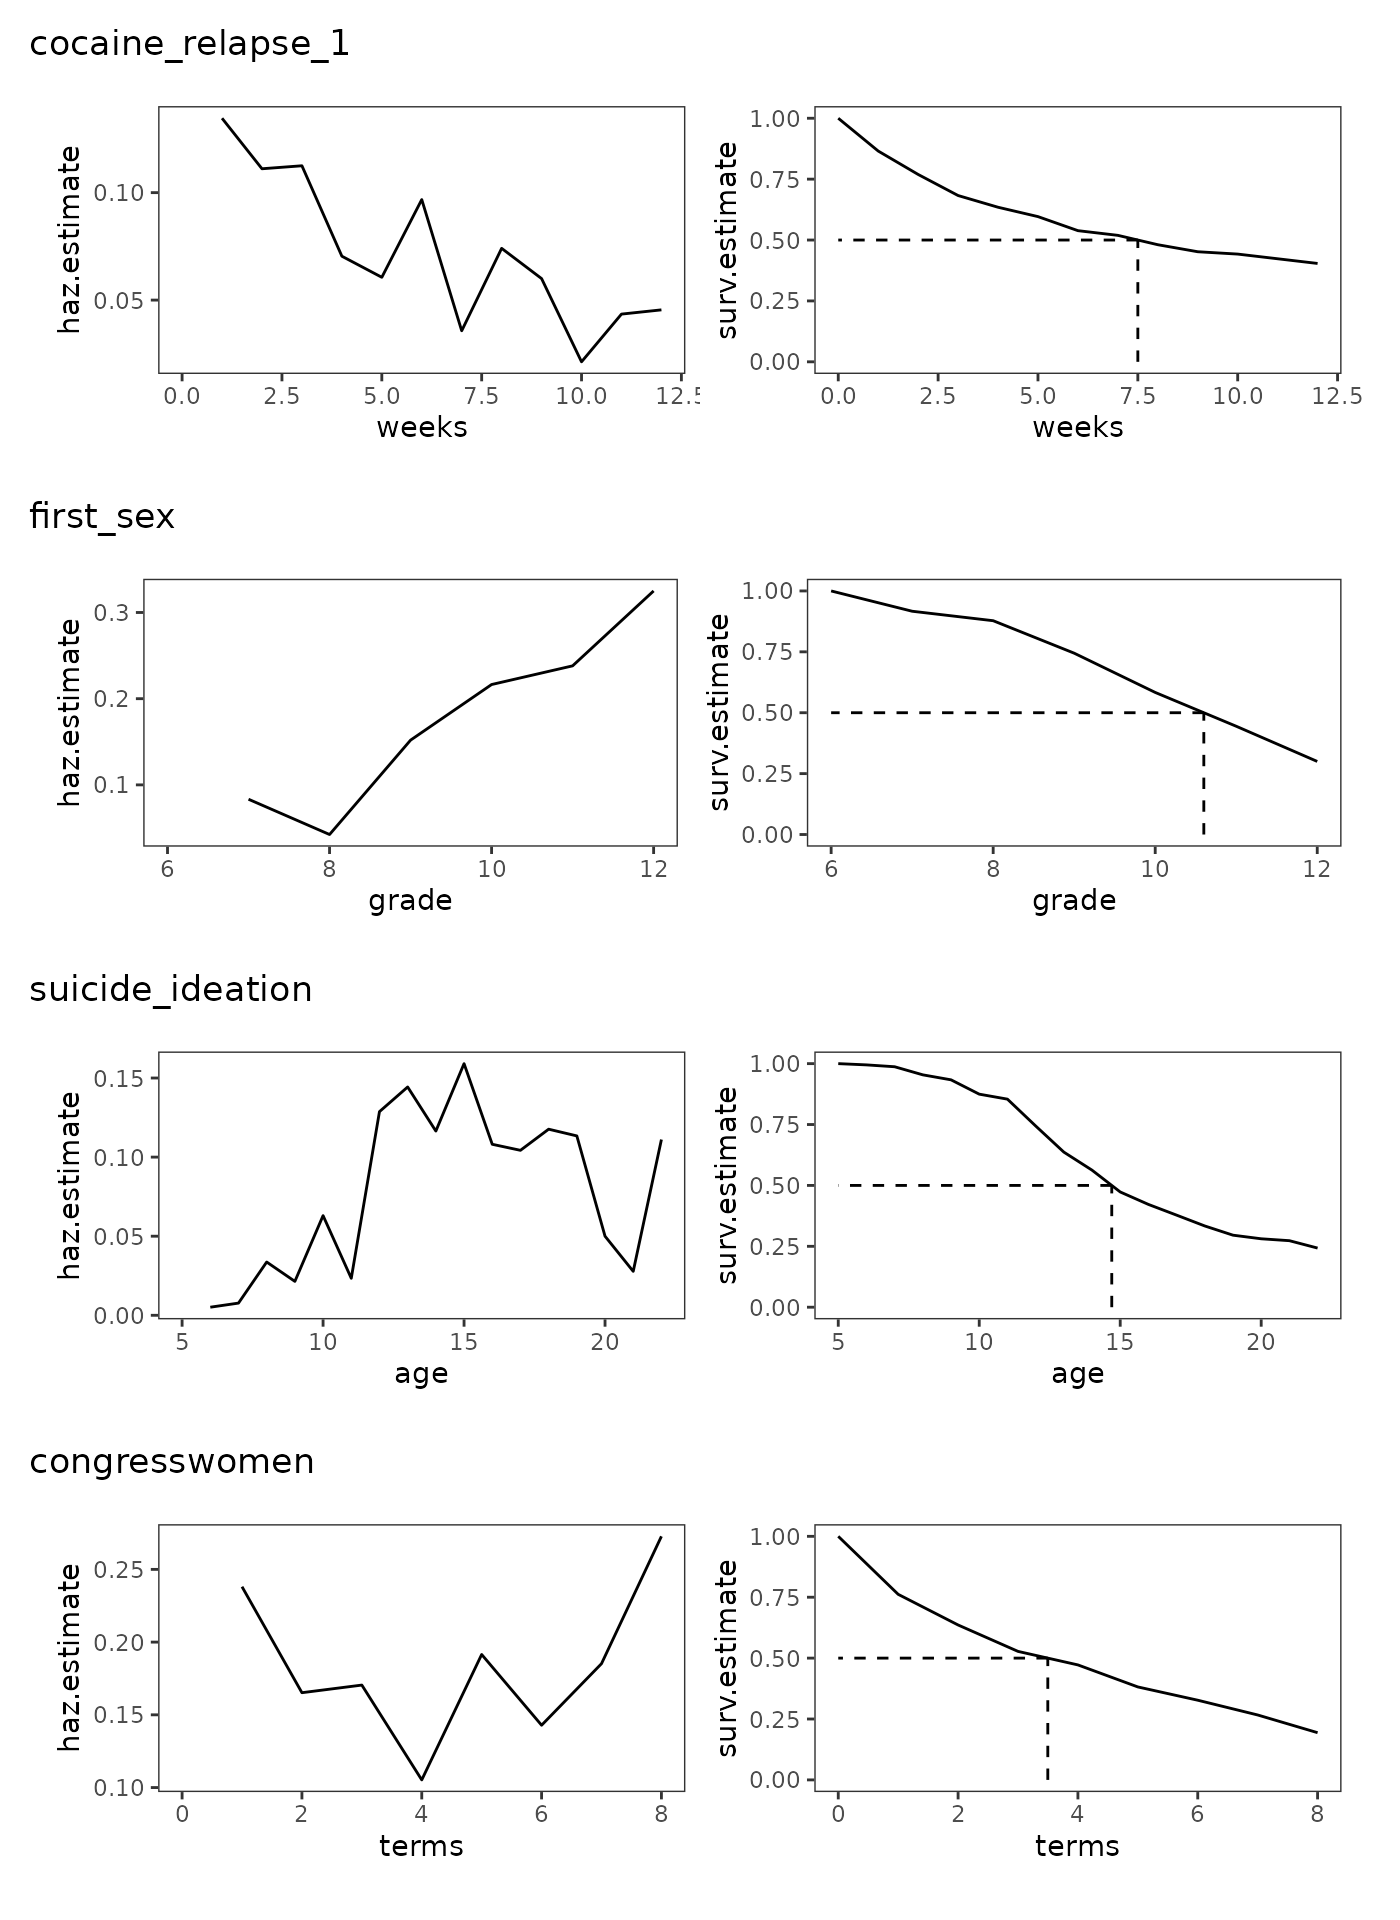 cocaine_relapse_1
haz.estimate
0.10
0.05
0.0 2.5 5.0 7.5 10.0 12.5
weeks
surv.estimate
1.00
0.75
0.50
0.25
0.00
0.0 2.5 5.0 7.5 10.0 12.5
weeks
first_sex
haz.estimate
0.3
0.2
0.1
6 8 10 12
grade
surv.estimate
1.00
0.75
0.50
0.25
0.00
6 8 10 12
grade
suicide_ideation
haz.estimate
0.15
0.10
0.05
0.00
5 10 15 20
age
surv.estimate
1.00
0.75
0.50
0.25
0.00
5 10 15 20
age
congresswomen
haz.estimate
0.25
0.20
0.15
0.10
0 2 4 6 8
terms
surv.estimate
1.00
0.75
0.50
0.25
0.00
0 2 4 6 8
terms